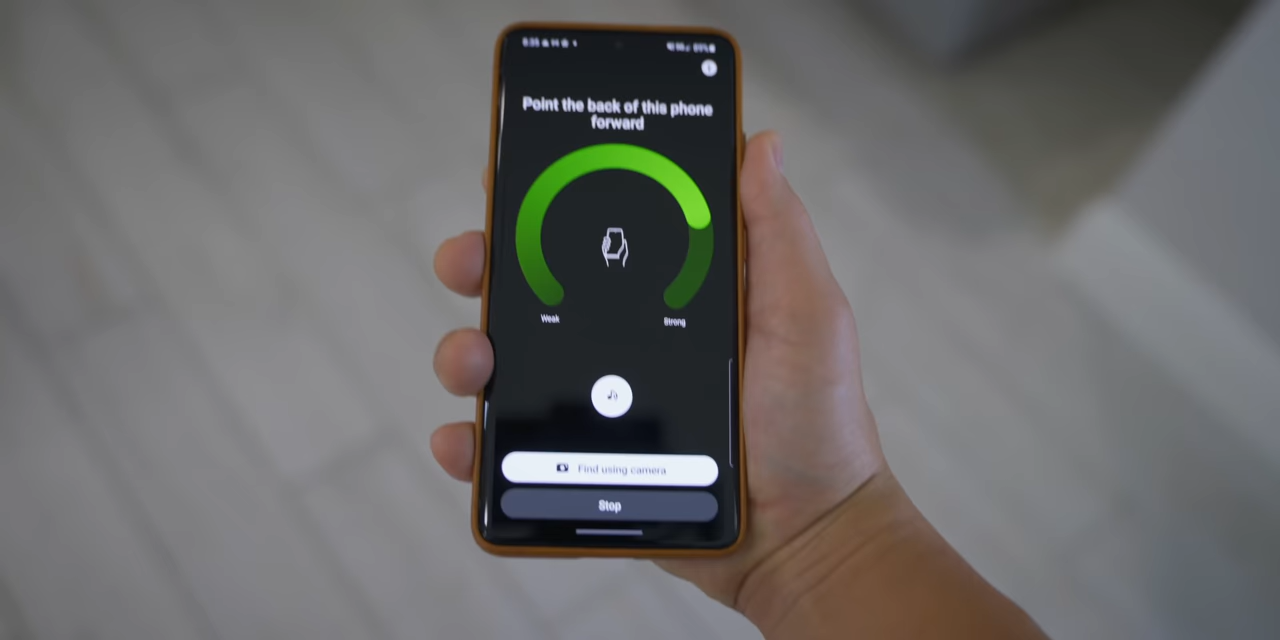 Point the back of this phone
forward
Weak
Strong
Find using camera
Stop